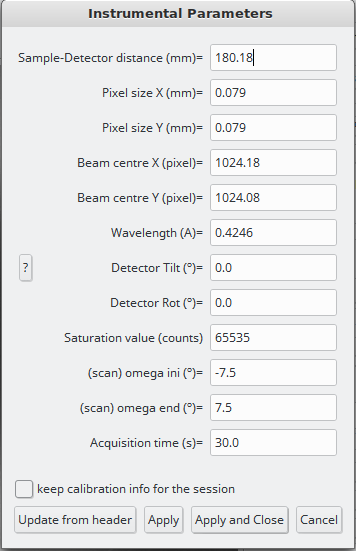 Instrumental Parameters
Sample-Detector distance (mm)= 180.18
Pixel size X (mm)= 0.079
Pixel size Y (mm)= 0.079
Beam centre X (pixel)= 1024.18
Beam centre Y (pixel)= 1024.08
Wavelength (A)= 0.4246
? Detector Tilt (º)= 0.0
Detector Rot (º)= 0.0
Saturation value (counts) 65535
(scan) omega ini (º)= -7.5
(scan) omega end (º)= 7.5
Acquisition time (s)= 30.0
keep calibration info for the session
Update from header Apply Apply and Close Cancel